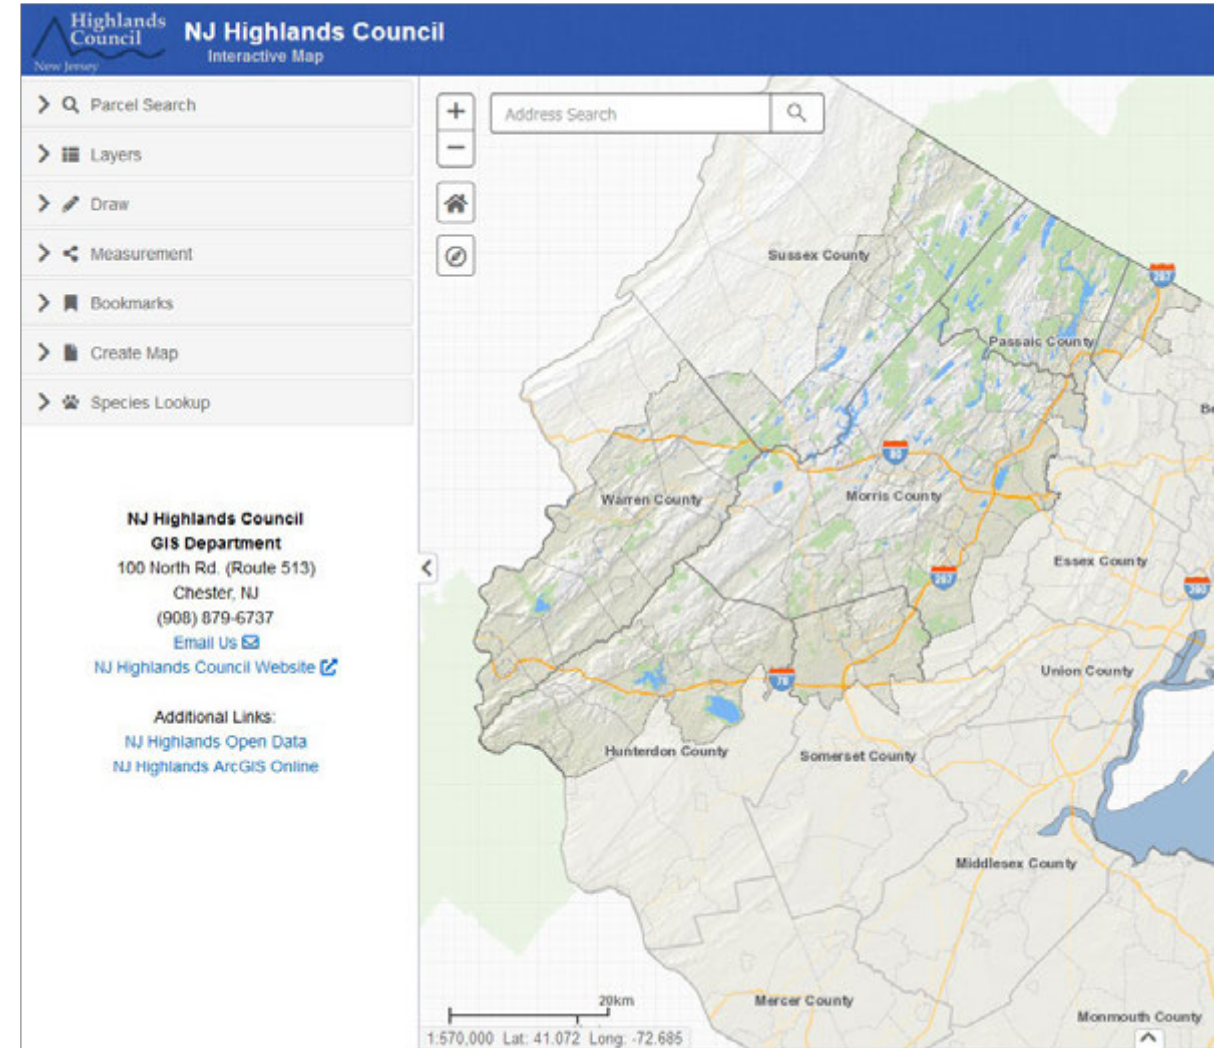 Highlands
Council
New Jersey
NJ Highlands Council
Interactive Map
Parcel Search
Layers
Draw
Measurement
Bookmarks
Create Map
Species Lookup
NJ Highlands Council
GIS Department
100 North Rd. (Route 513)
Chester, NJ
(908) 879-6737
Email Us
NJ Highlands Council Website
Additional Links:
NJ Highlands Open Data
NJ Highlands ArcGIS Online
+
Address Search
−
Sussex County
287
Passaic County
Be
80
Warren County
Morris County
Essex County
287
280
Union County
78
Hunterdon County
Somerset County
Middlesex County
20km
Mercer County
Monmouth County
1:570,000 Lat: 41.072 Long: -72.685